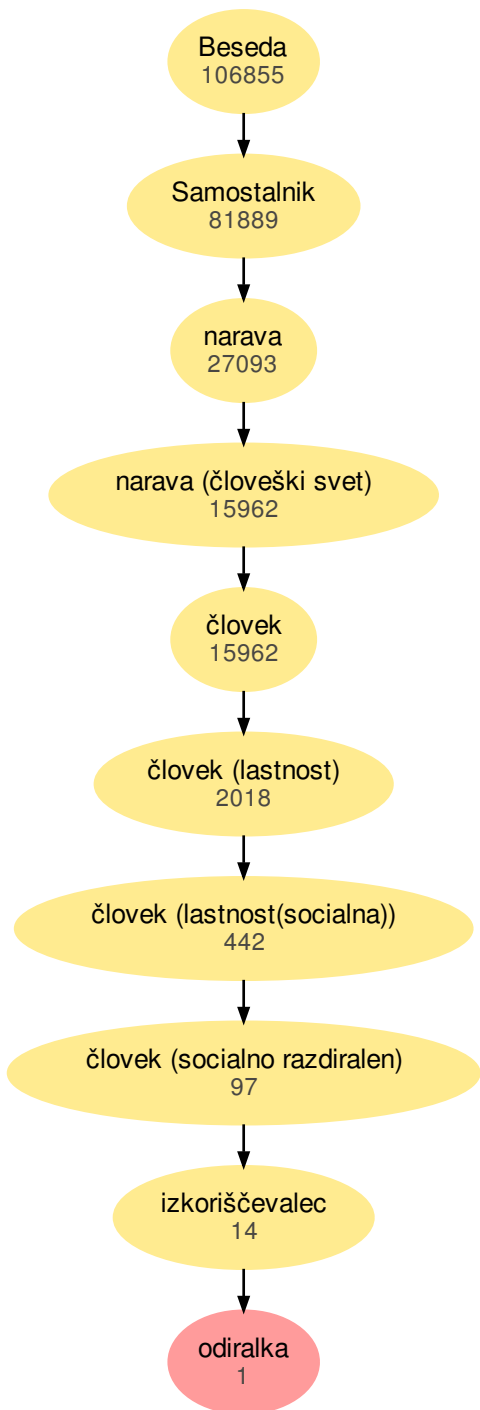 Beseda
106855
Samostalnik
81889
narava
27093
narava (človeški svet)
15962
človek
15962
človek (lastnost)
2018
človek (lastnost(socialna))
442
človek (socialno razdiralen)
97
izkoriščevalec
14
odiralka
1